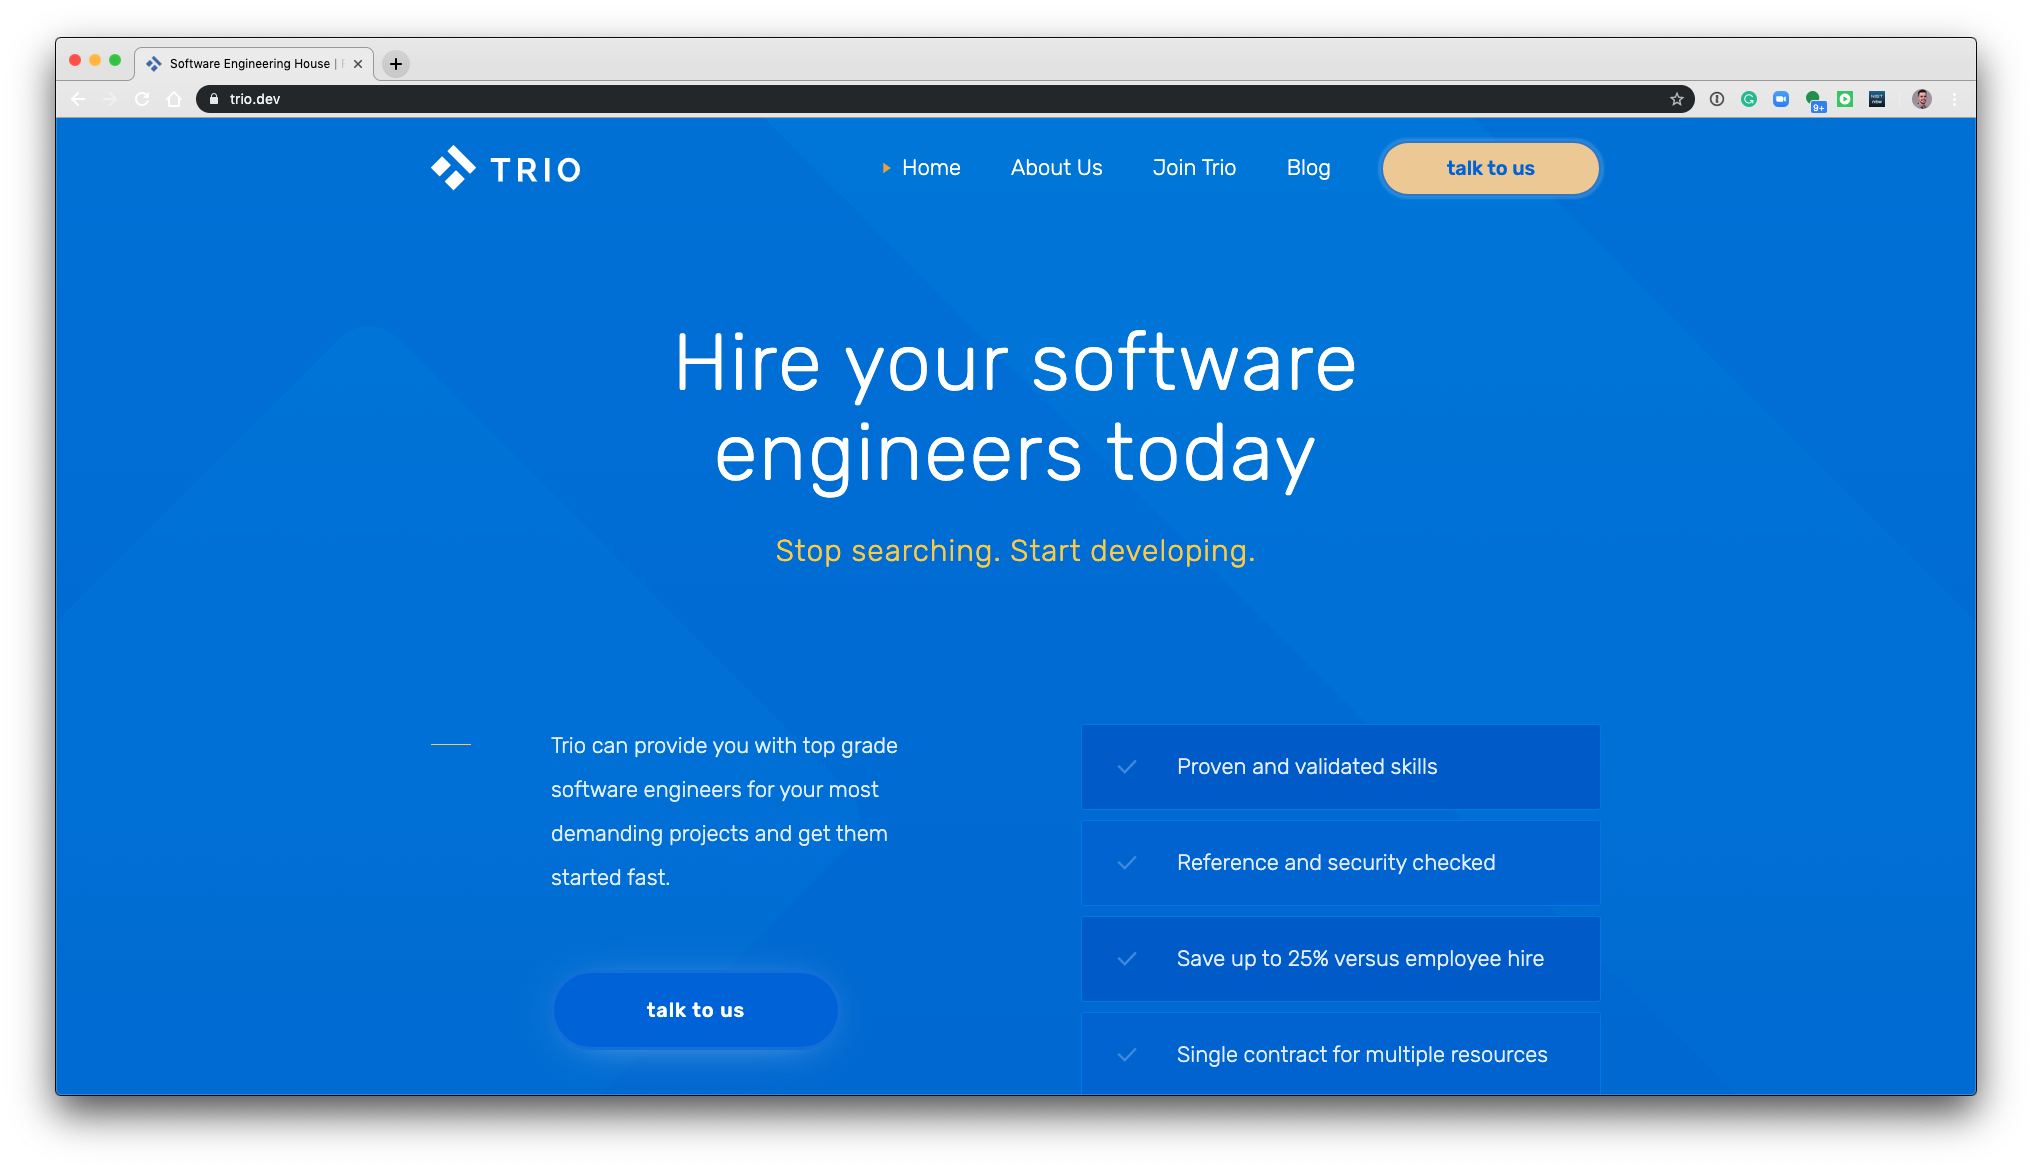 Software Engineering House |
trio.dev
9+
TRIO
Home
About Us
Join Trio
Blog
talk to us
Hire your software
engineers today
Stop searching. Start developing.
Trio can provide you with top grade
software engineers for your most
demanding projects and get them
started fast.
talk to us
Proven and validated skills
Reference and security checked
Save up to 25% versus employee hire
Single contract for multiple resources